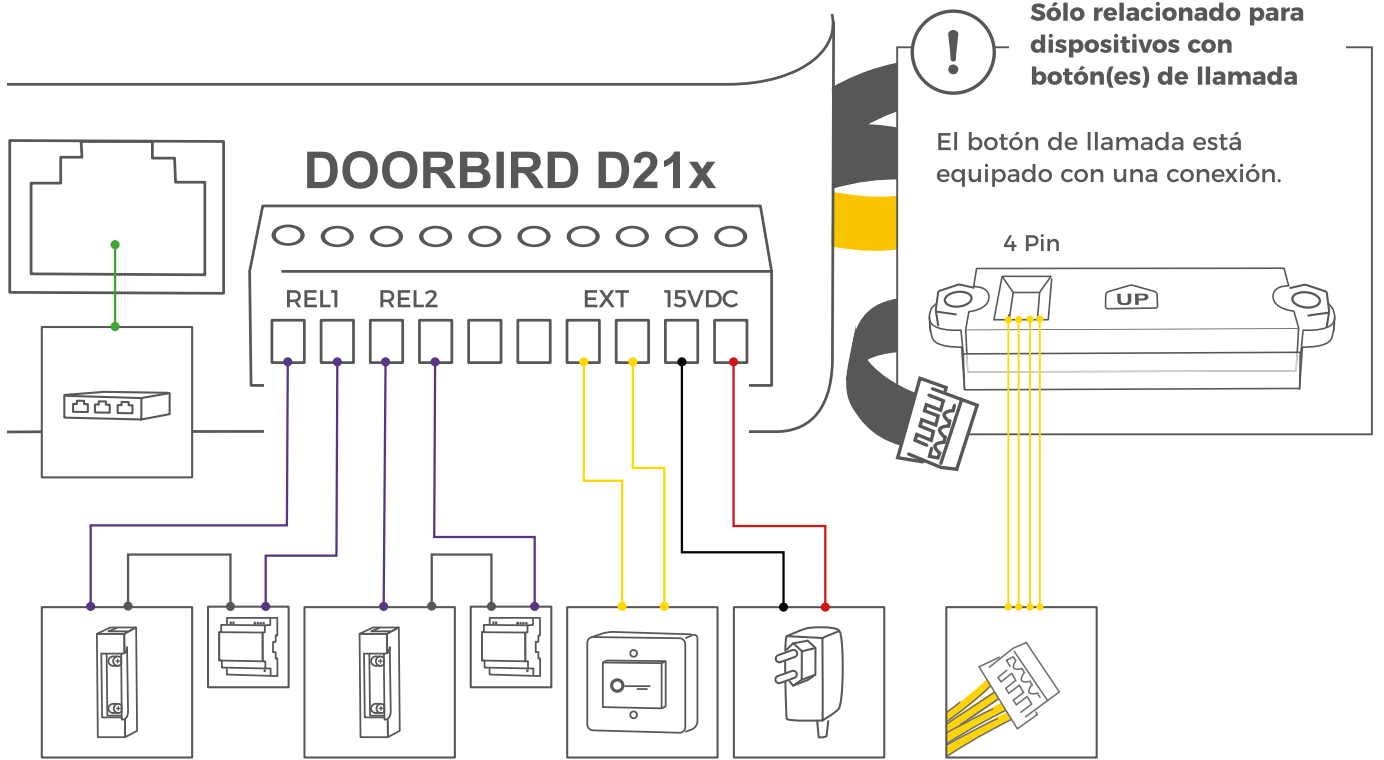 Sólo relacionado para
dispositivos con
botón(es) de llamada
El botón de llamada está
equipado con una conexión.
DOORBIRD D21x
4 Pin
REL1 REL2 EXT 15VDC
UP